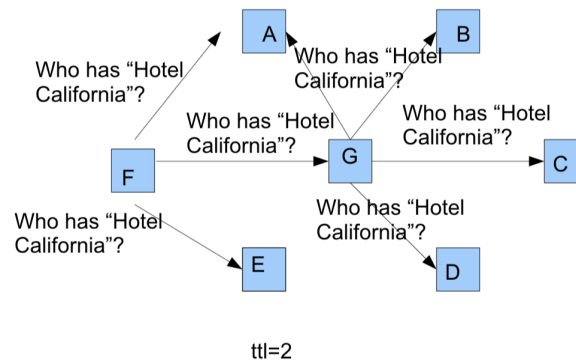 A
B
Who has “Hotel
California”?
Who has “Hotel
California”?
Who has “Hotel
California”?
Who has “Hotel
California”?
G
C
F
Who has “Hotel
California”?
Who has “Hotel
California”?
E
D
ttl=2